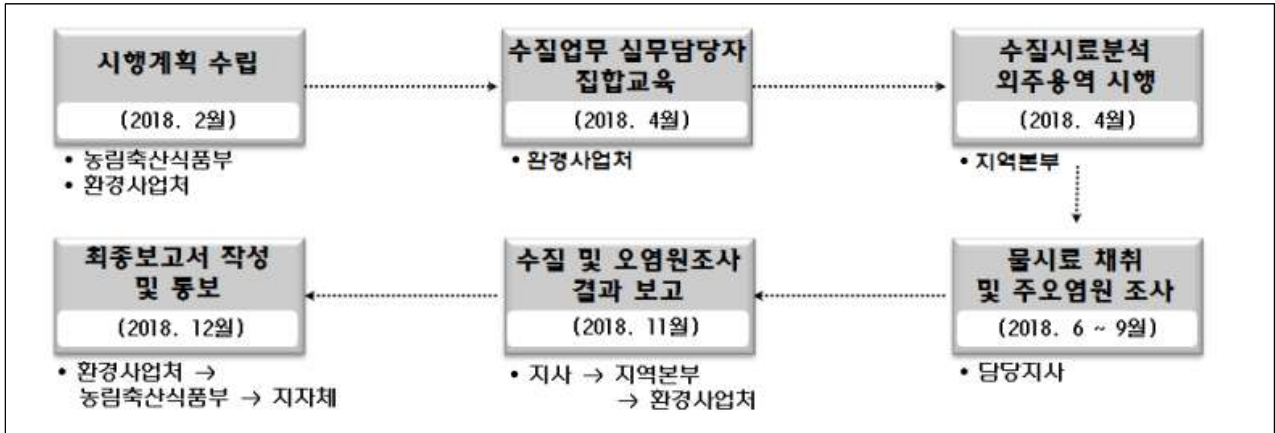 시행계획 수립
(2018. 2월)
• 농림축산식품부
• 환경사업처
수질업무 실무담당자
집합교육
(2018. 4월)
• 환경사업처
수질시료분석
외주용역 시행
(2018. 4월)
• 지역본부
물시료 채취
및 주오염원 조사
(2018. 6 ~ 9월)
• 담당지사
수질 및 오염원조사
결과 보고
(2018. 11월)
• 지사 → 지역본부
→ 환경사업처
최종보고서 작성
및 통보
(2018. 12월)
• 환경사업처 →
농림축산식품부 → 지자체